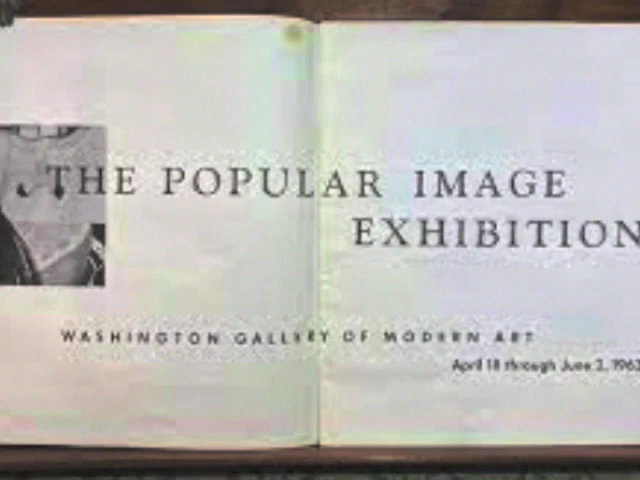 THE POPULAR IMAGE
EXHIBITION
WASHINGTON GALLERY OF MODERN ART
April 18 through June 2, 1963